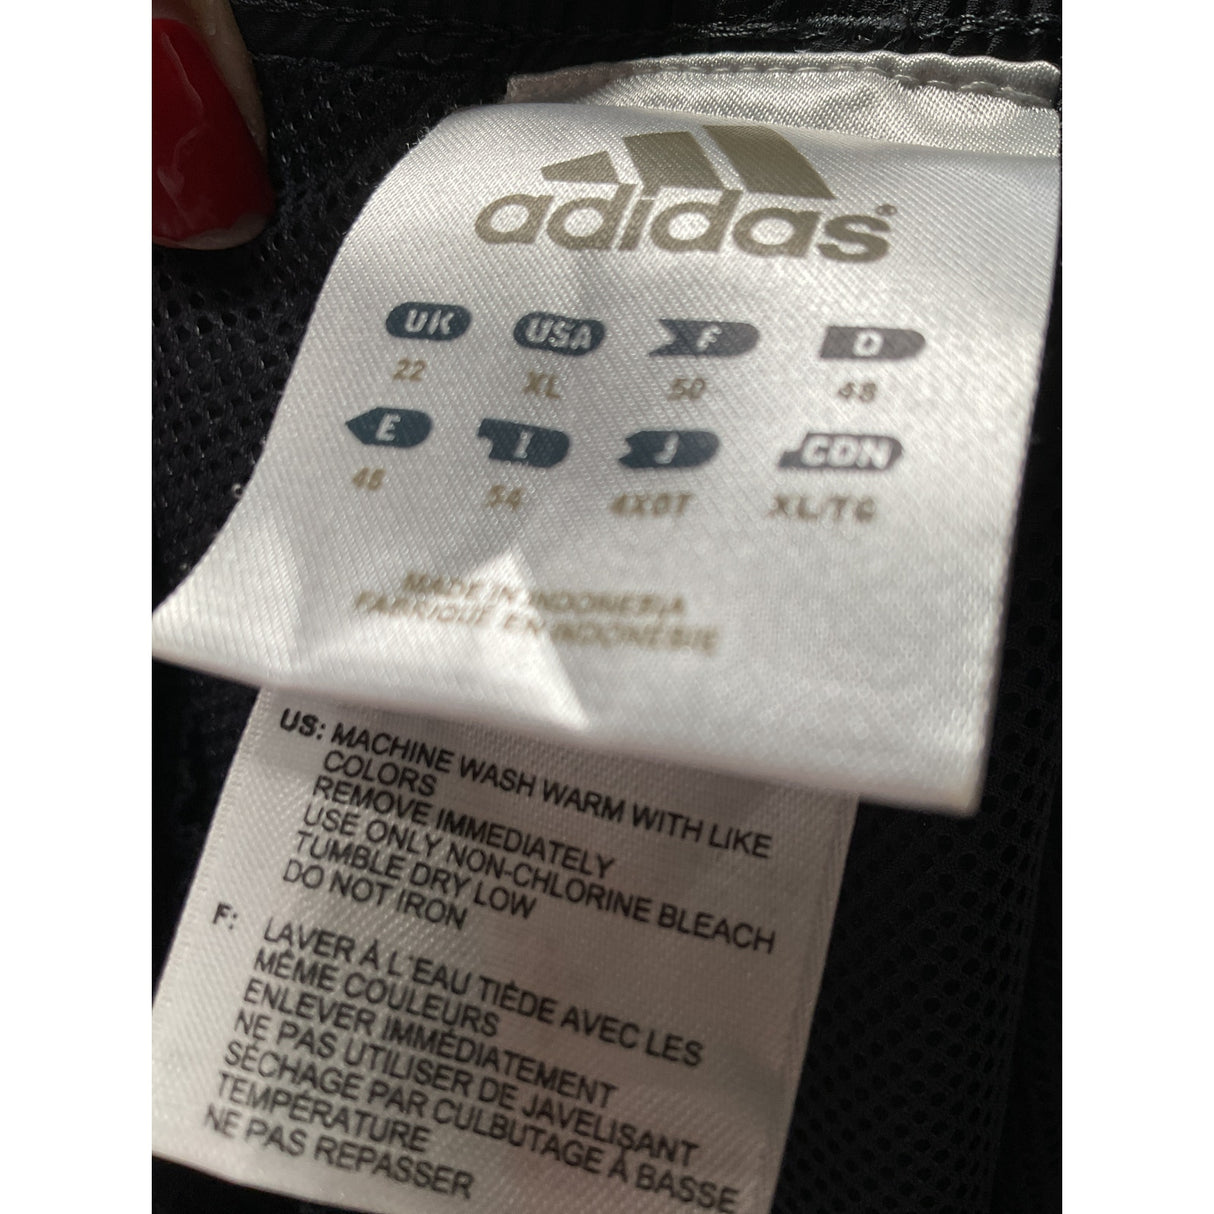 adidas®
UK USA F D
22 XL 50 48
E I J CDN
48 54 4XOT XL/TG
MADE IN INDONESIA
FABRIQUÉ EN INDONÉSIE
US: MACHINE WASH WARM WITH LIKE
COLORS
REMOVE IMMEDIATELY
USE ONLY NON-CHLORINE BLEACH
TUMBLE DRY LOW
DO NOT IRON
F: LAVER À L'EAU TIÈDE AVEC LES
MÊME COULEURS
ENLEVER IMMÉDIATEMENT
NE PAS UTILISER DE JAVELISANT
SÉCHAGE PAR CULBUTAGE À BASSE
TEMPÉRATURE
NE PAS REPASSER